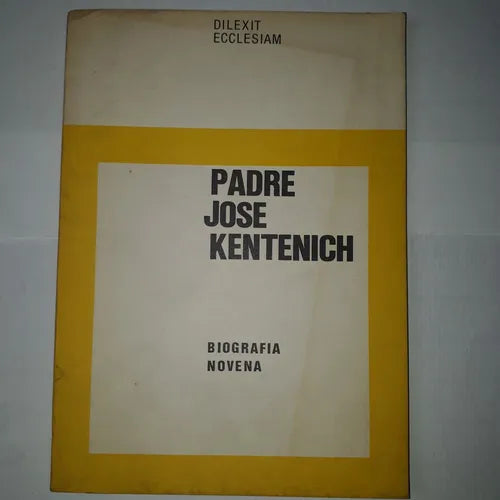 DILEXIT
ECCLESIAM
PADRE
JOSE
KENTENICH
BIOGRAFIA
NOVENA